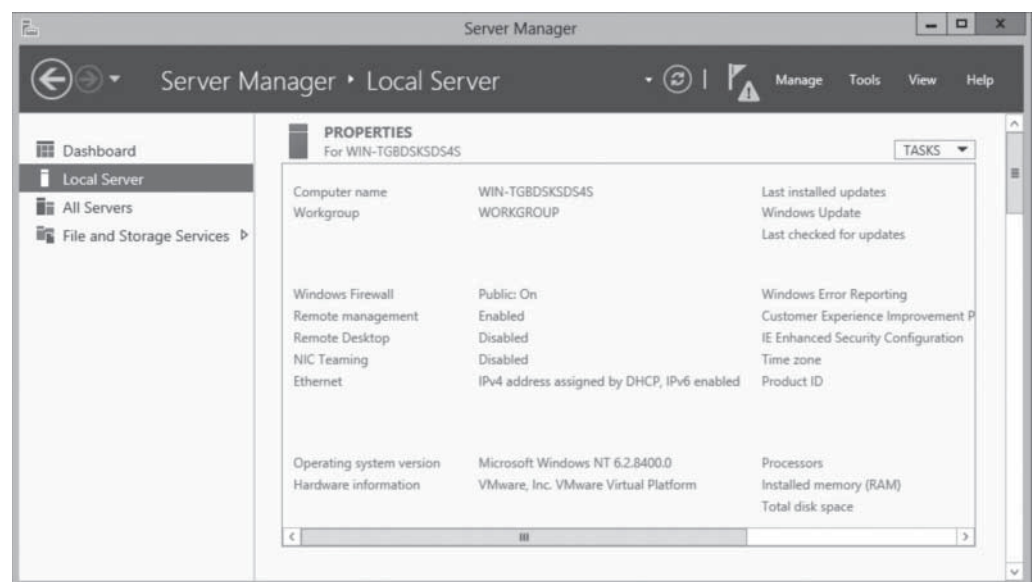 Server Manager
Server Manager • Local Server
Manage Tools View Help
Dashboard
Local Server
All Servers
File and Storage Services
PROPERTIES
For WIN-TGBDSKSDS4S
TASKS
Computer name WIN-TGBDSKSDS4S Last installed updates
Workgroup WORKGROUP Windows Update
Last checked for updates
Windows Firewall Public: On Windows Error Reporting
Remote management Enabled Customer Experience Improvement P
Remote Desktop Disabled IE Enhanced Security Configuration
NIC Teaming Disabled Time zone
Ethernet IPv4 address assigned by DHCP, IPv6 enabled Product ID
Operating system version Microsoft Windows NT 6.2.8400.0 Processors
Hardware information VMware, Inc. VMware Virtual Platform Installed memory (RAM)
Total disk space